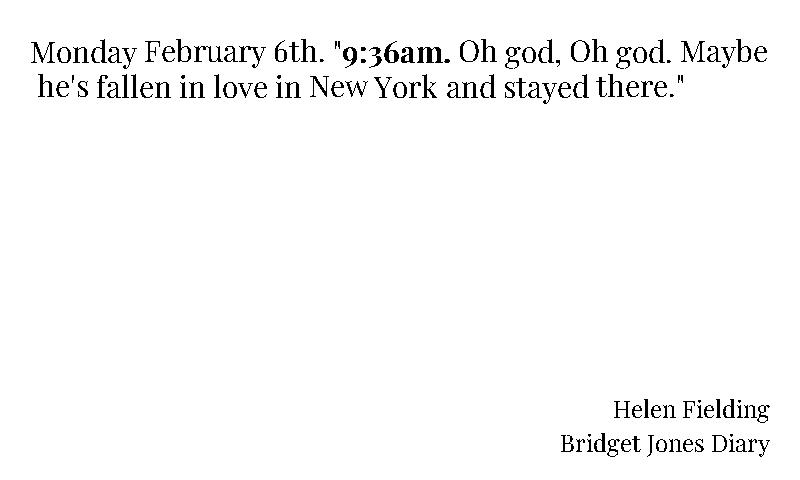 Monday February 6th. "9:36am. Oh god, Oh god. Maybe
he's fallen in love in New York and stayed there."
Helen Fielding
Bridget Jones Diary